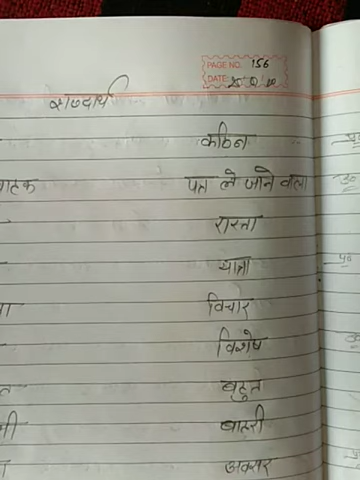 PAGE NO. 156
DATE:
शब्दार्थ
कठिन
पत्र ले जाने वाला
रास्ता
यात्रा
विचार
विशेष
बहुत
बाहरी
अक्सर